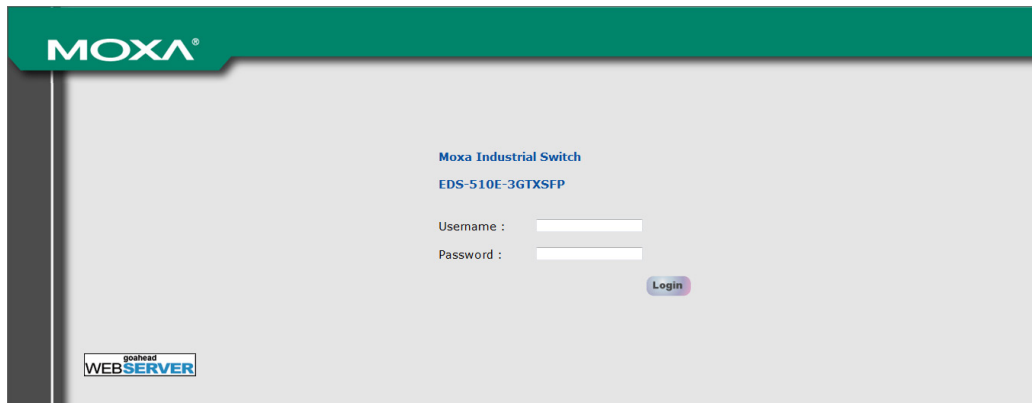 MOXA®
Moxa Industrial Switch
EDS-510E-3GTXSFP
Username :
Password :
Login
goahead
WEBSERVER